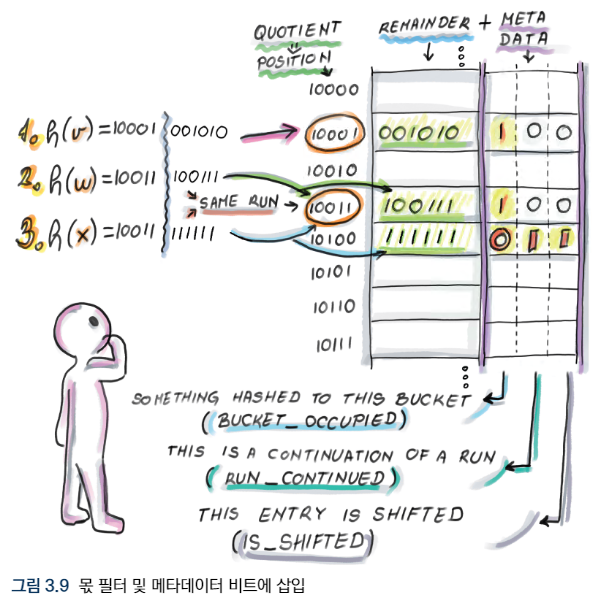 QUOTIENT
POSITION
REMAINDER + META DATA
10000
1. h(v) = 10001 001010
10001 001010 1 0 0
10010
2. h(w) = 10011 100111
SAME RUN
10011 100111 1 0 0
3. h(x) = 10011 111111
10100 111111 0 1 1
10101
10110
10111
SOMETHING HASHED TO THIS BUCKET
(BUCKET_OCCUPIED)
THIS IS A CONTINUATION OF A RUN
(RUN_CONTINUED)
THIS ENTRY IS SHIFTED
(IS_SHIFTED)
그림 3.9 몫 필터 및 메타데이터 비트에 삽입